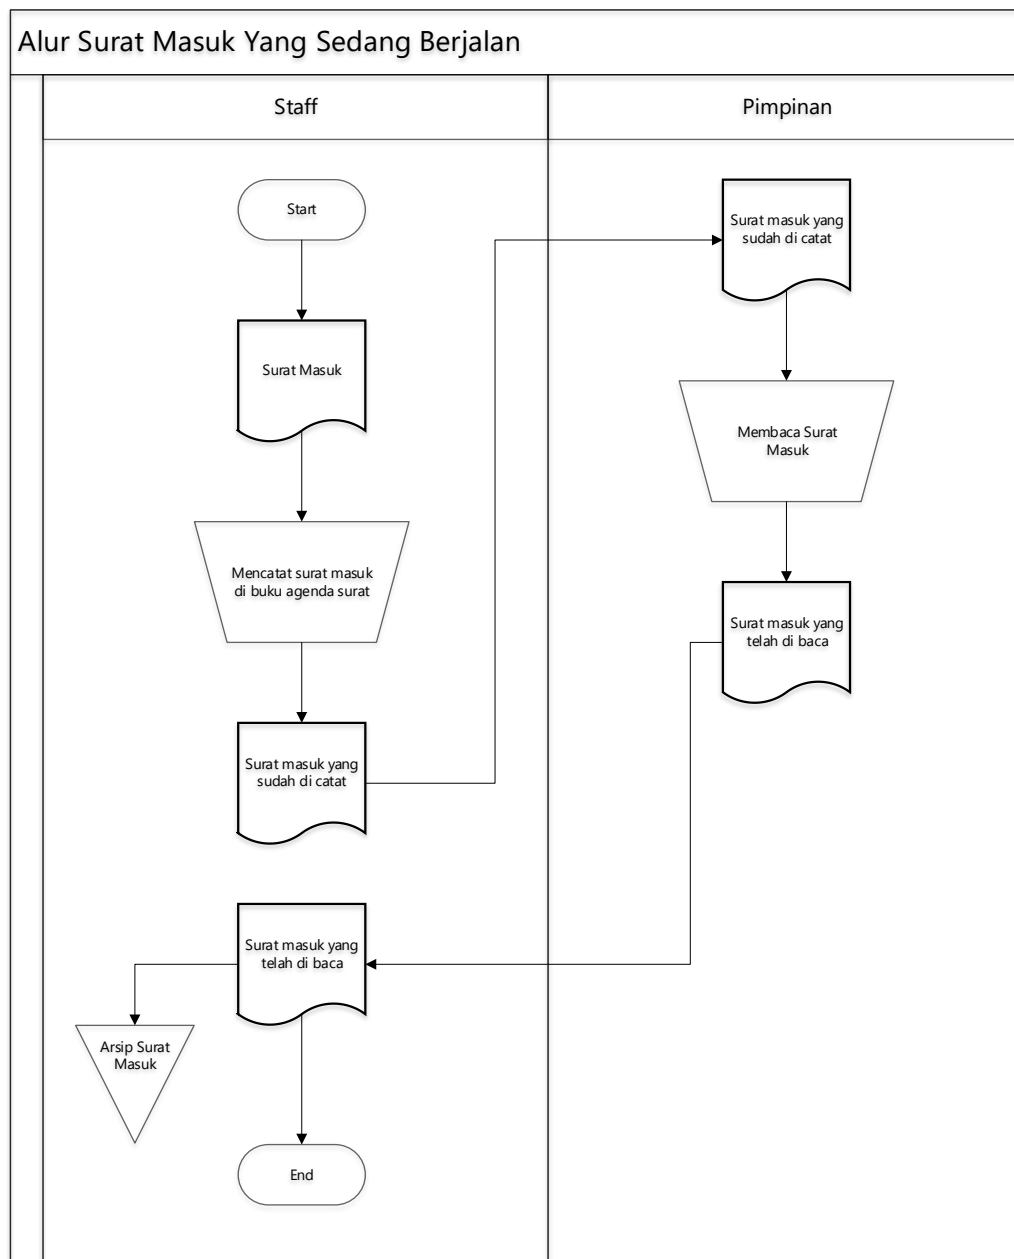 Alur Surat Masuk Yang Sedang Berjalan
Staff
Pimpinan
Start
Surat Masuk
Mencatat surat masuk
di buku agenda surat
Surat masuk yang
sudah di catat
Surat masuk yang
sudah di catat
Membaca Surat
Masuk
Surat masuk yang
telah di baca
Surat masuk yang
telah di baca
Arsip Surat
Masuk
End